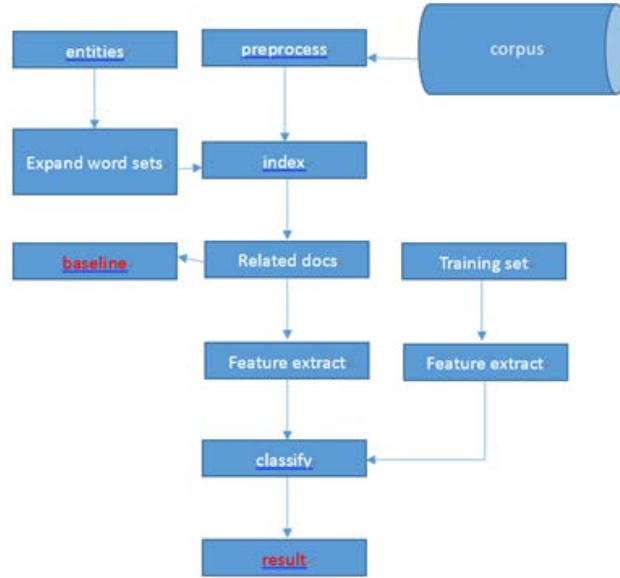 entities
preprocess
corpus
Expand word sets
index
baseline
Related docs
Training set
Feature extract
Feature extract
classify
result